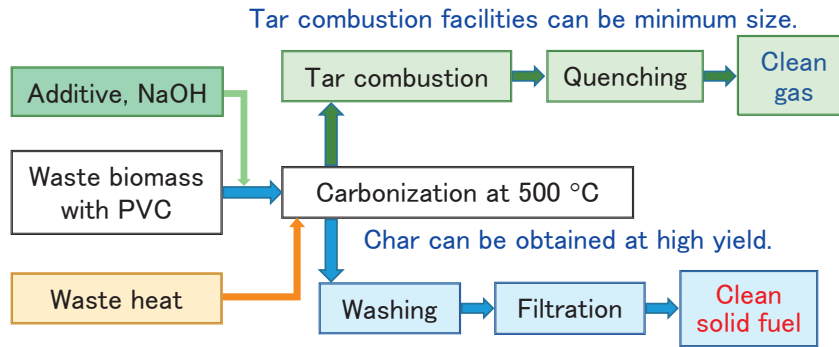 Tar combustion facilities can be minimum size.
Tar combustion
Quenching
Clean
gas
Additive, NaOH
Waste biomass
with PVC
Carbonization at 500 °C
Char can be obtained at high yield.
Waste heat
Washing
Filtration
Clean
solid fuel